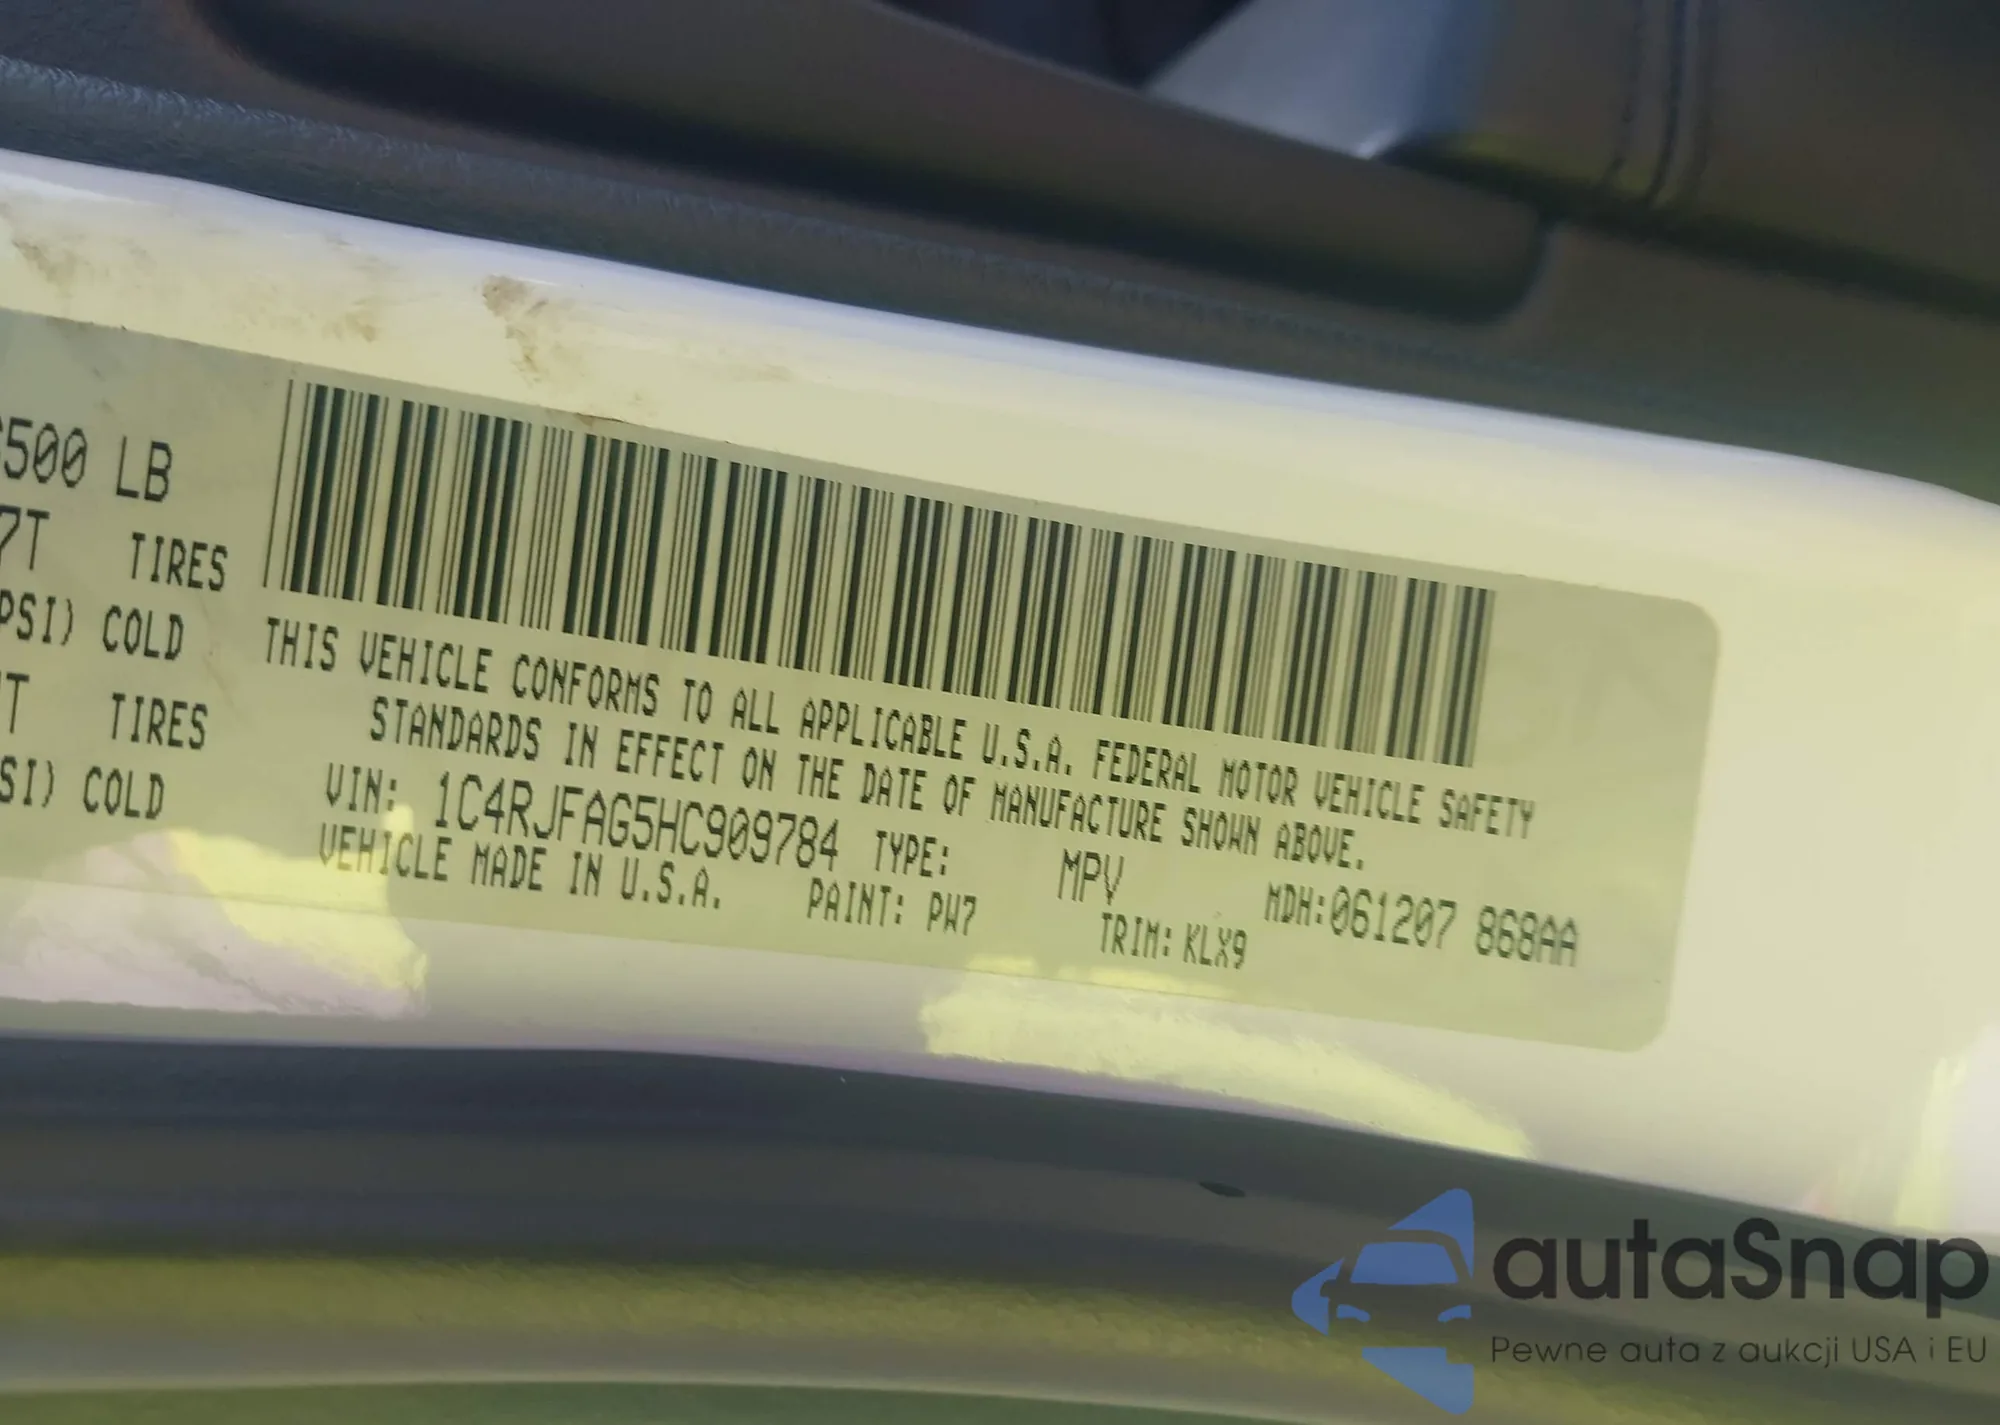 500 LB
7T TIRES
PSI) COLD
T TIRES
SI) COLD
THIS VEHICLE CONFORMS TO ALL APPLICABLE U.S.A. FEDERAL MOTOR VEHICLE SAFETY
STANDARDS IN EFFECT ON THE DATE OF MANUFACTURE SHOWN ABOVE.
VIN: 1C4RJFAG5HC909784 TYPE: MPV MDH:061207 868AA
VEHICLE MADE IN U.S.A. PAINT: PW7 TRIM: KLX9
autaSnap
Pewne auta z aukcji USA i EU